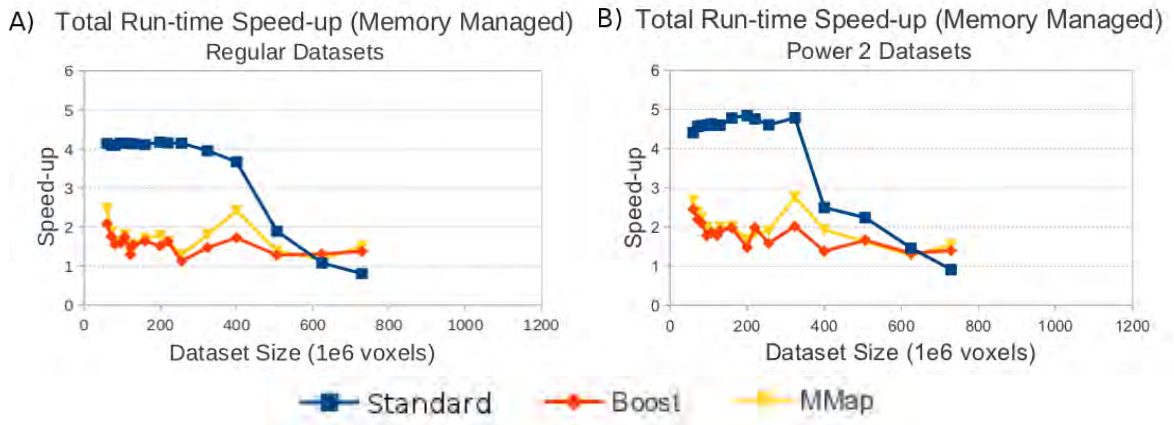 A) Total Run-time Speed-up (Memory Managed)
Regular Datasets
6
5
4
3
2
1
0
Speed-up
0 200 400 600 800 1000 1200
Dataset Size (1e6 voxels)
B) Total Run-time Speed-up (Memory Managed)
Power 2 Datasets
6
5
4
3
2
1
0
Speed-up
0 200 400 600 800 1000 1200
Dataset Size (1e6 voxels)
Standard Boost MMap